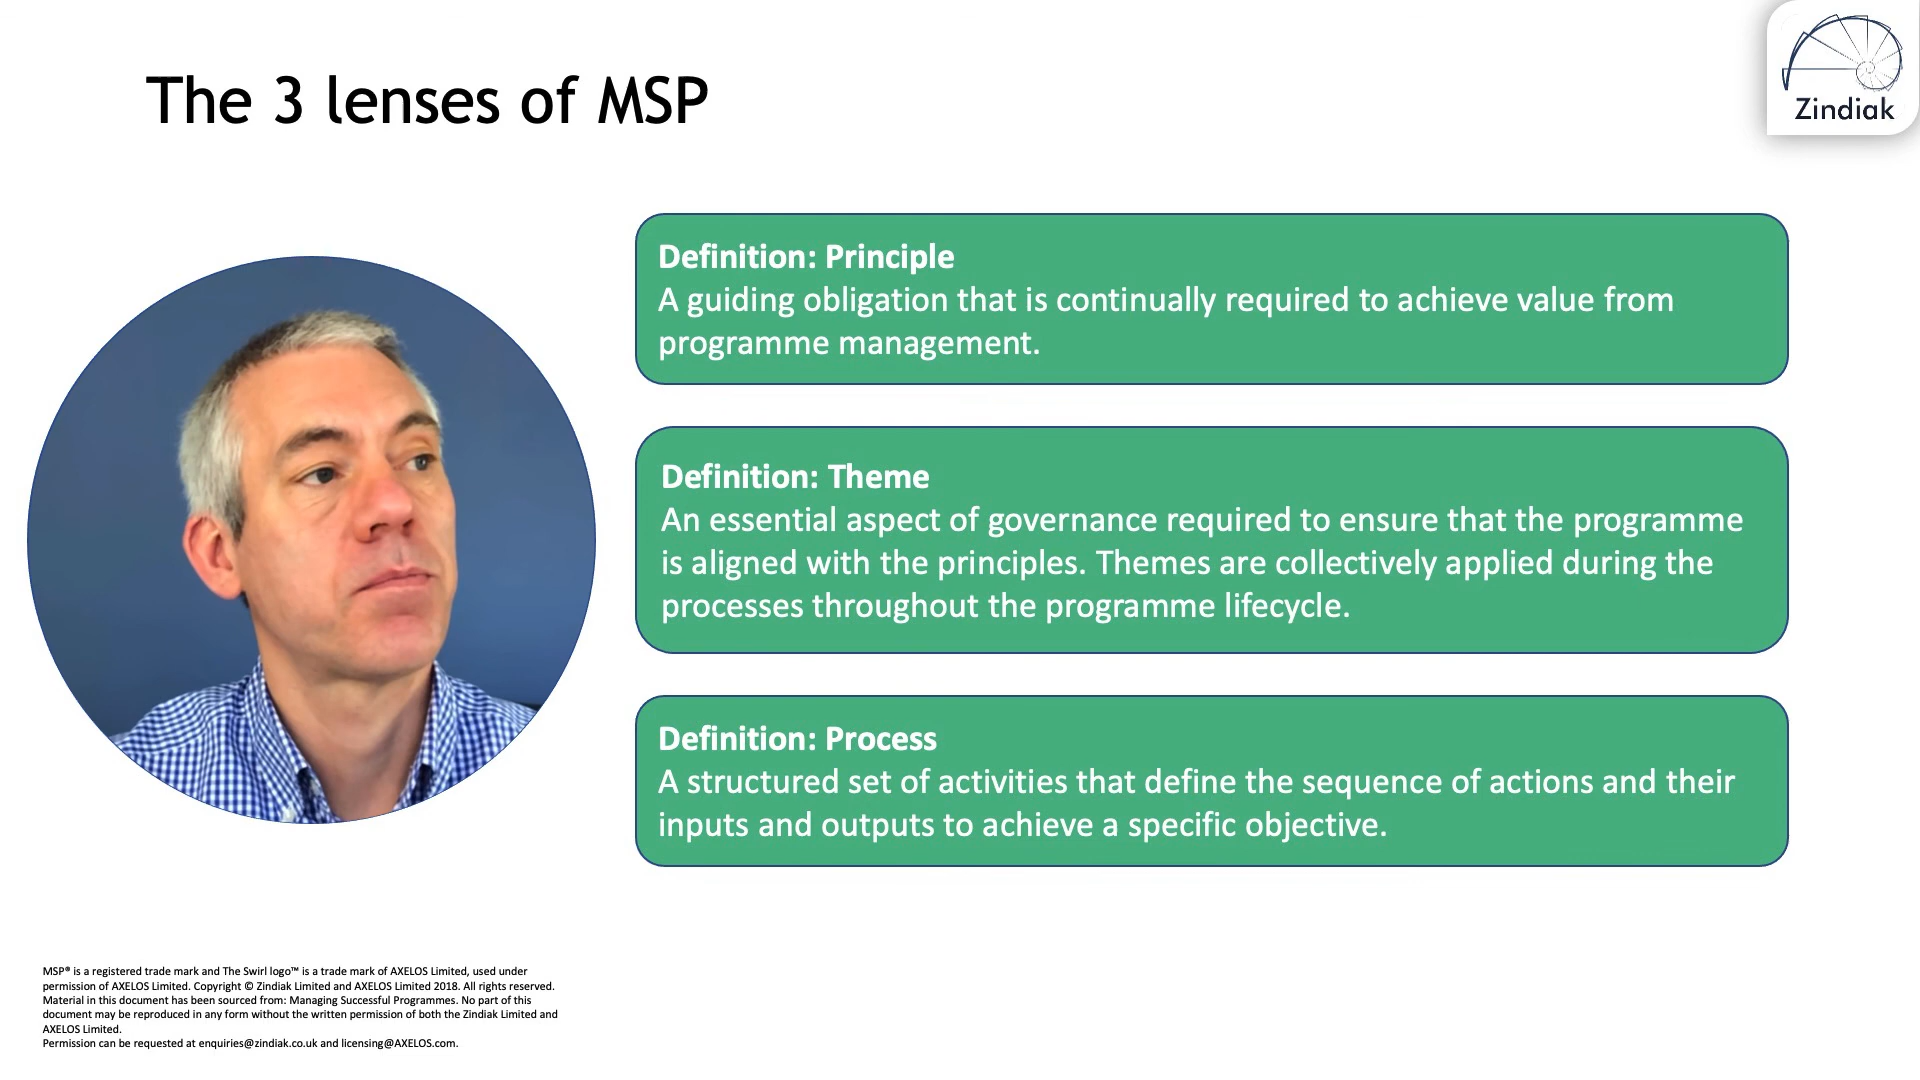 The 3 lenses of MSP
Zindiak
Definition: Principle
A guiding obligation that is continually required to achieve value from
programme management.
Definition: Theme
An essential aspect of governance required to ensure that the programme
is aligned with the principles. Themes are collectively applied during the
processes throughout the programme lifecycle.
Definition: Process
A structured set of activities that define the sequence of actions and their
inputs and outputs to achieve a specific objective.
MSP® is a registered trade mark and The Swirl logo™ is a trade mark of AXELOS Limited, used under
permission of AXELOS Limited. Copyright © Zindiak Limited and AXELOS Limited 2018. All rights reserved.
Material in this document has been sourced from: Managing Successful Programmes. No part of this
document may be reproduced in any form without the written permission of both the Zindiak Limited and
AXELOS Limited.
Permission can be requested at enquiries@zindiak.co.uk and licensing@AXELOS.com.